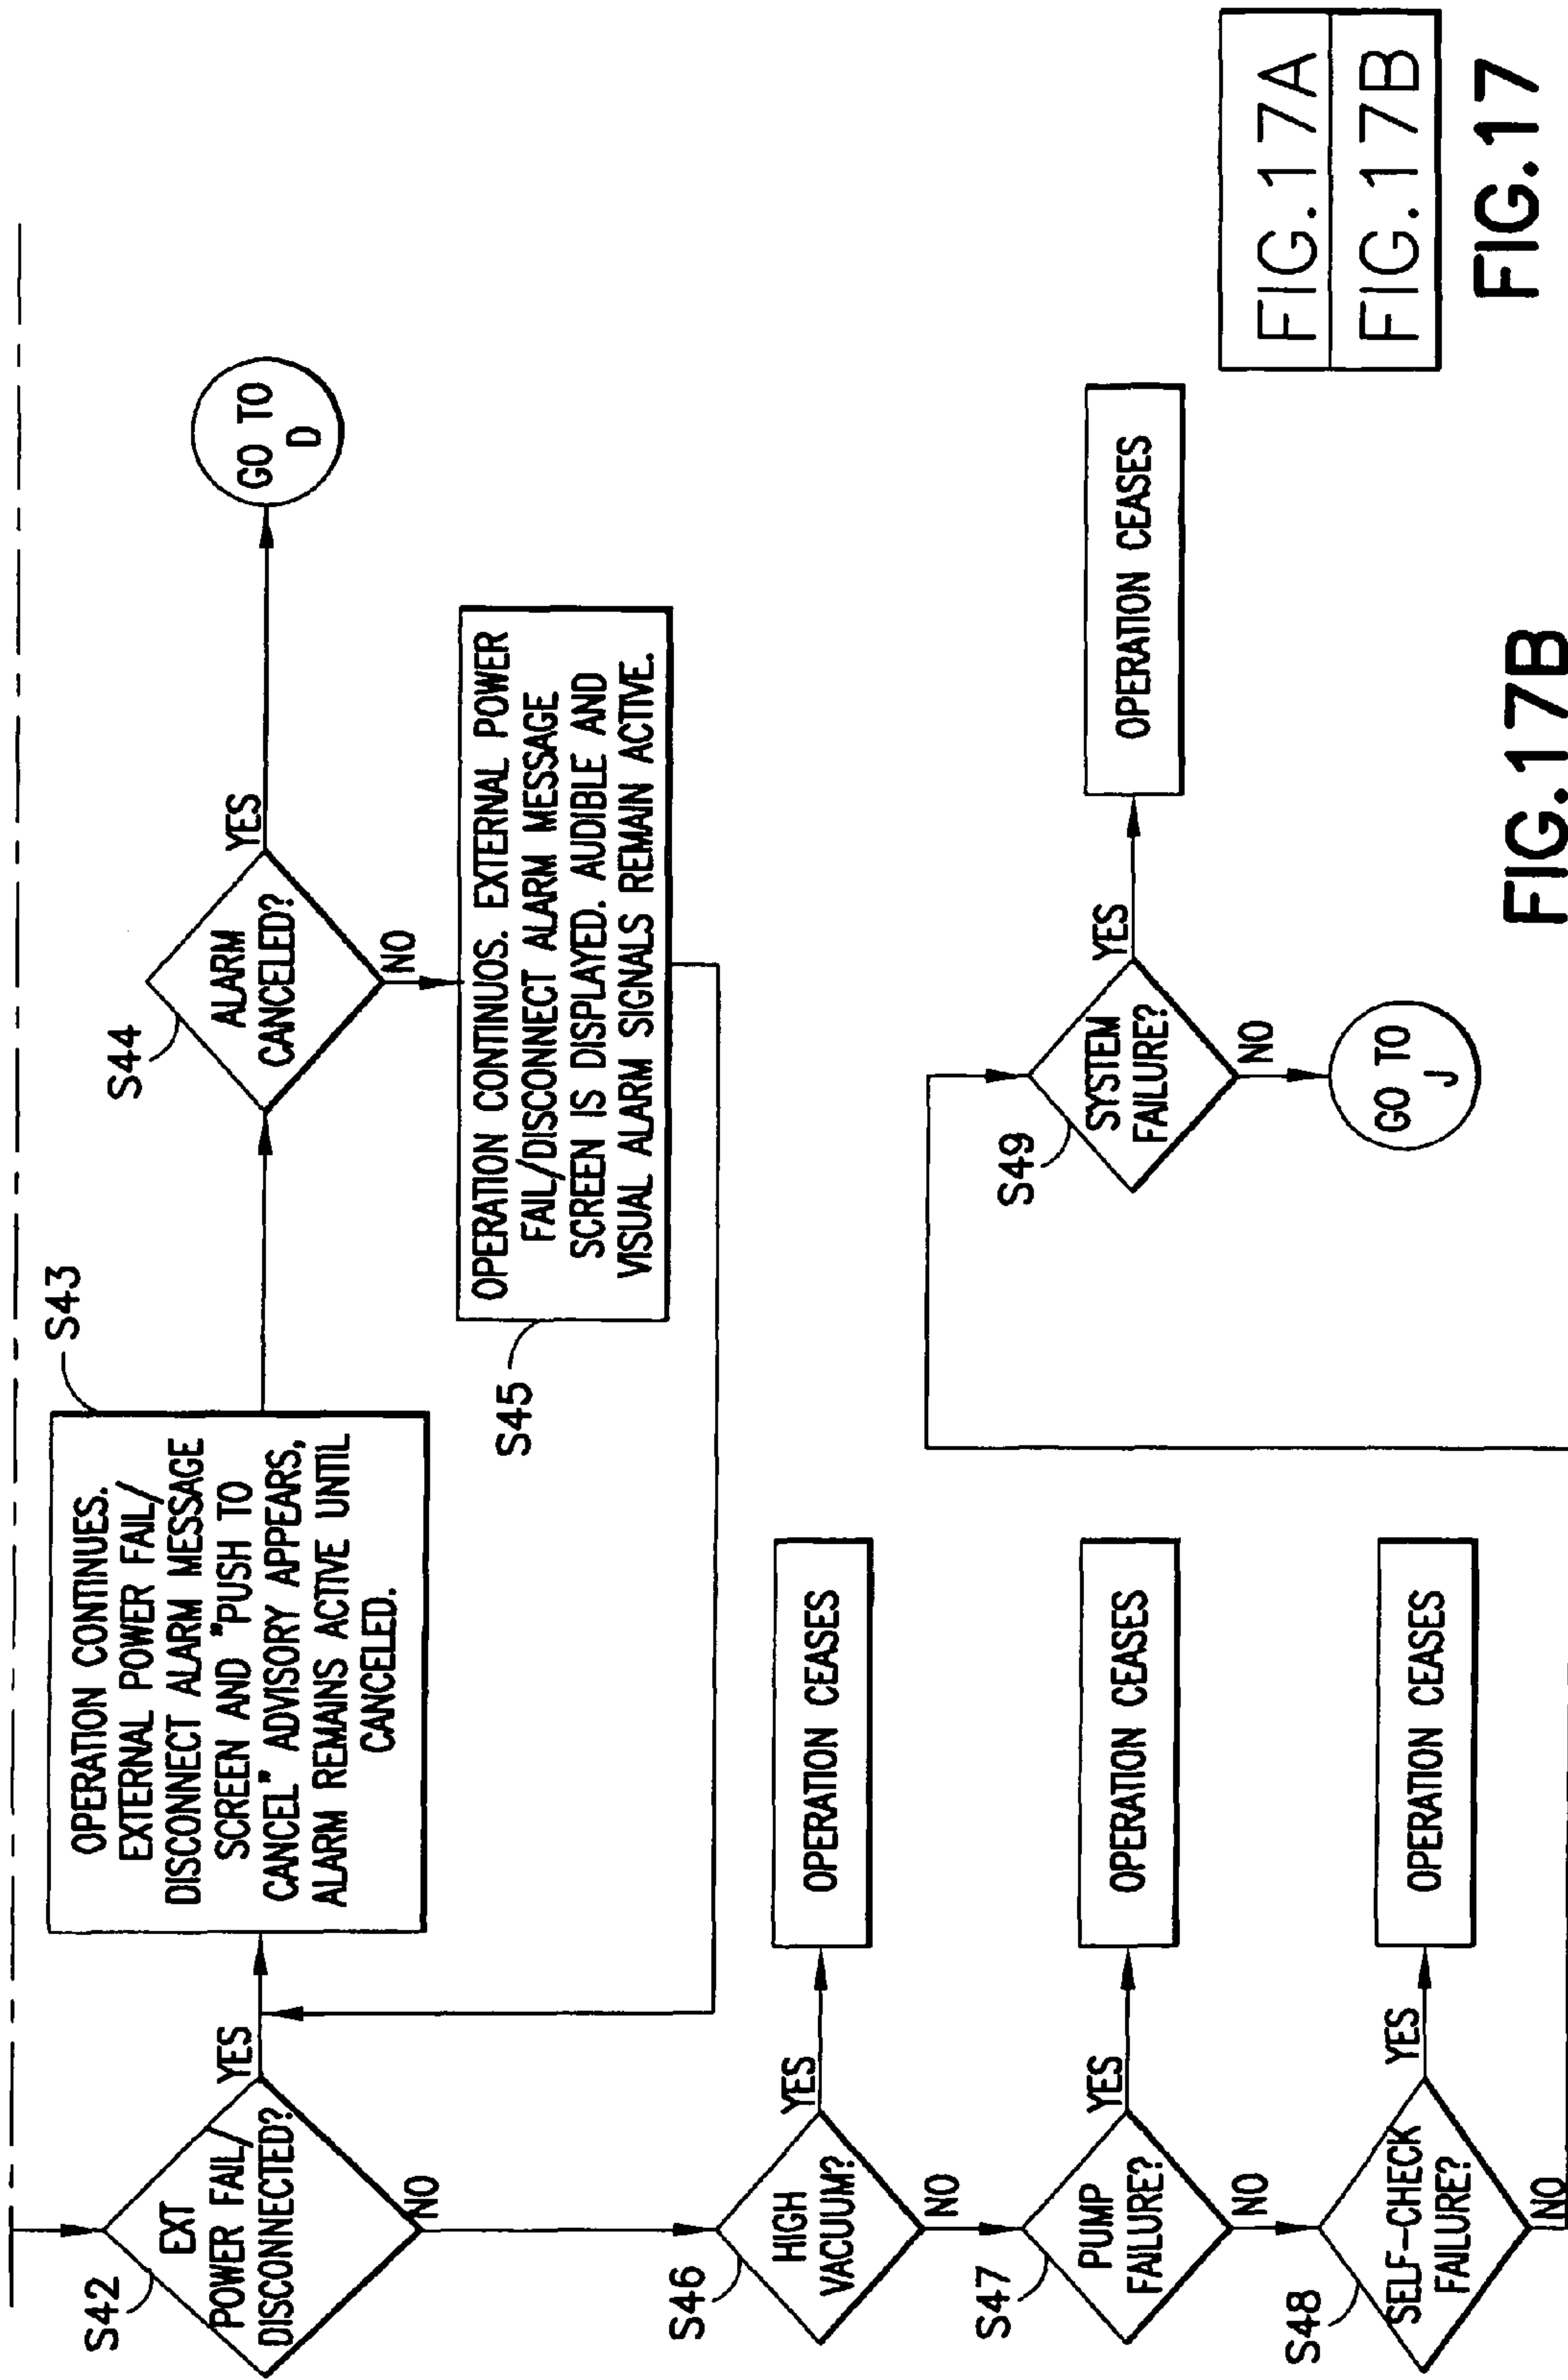 S42
EXT
POWER FAIL/
DISCONNECTED?
YES
NO
S43
OPERATION CONTINUES.
EXTERNAL POWER FAIL/
DISCONNECT ALARM MESSAGE
SCREEN AND "PUSH TO
CANCEL" ADVISORY APPEARS,
ALARM REMAINS ACTIVE UNTIL
CANCELED.
S44
ALARM
CANCELED?
YES
NO
GO TO
D
S45
OPERATION CONTINUOS. EXTERNAL POWER
FAIL/DISCONNECT ALARM MESSAGE
SCREEN IS DISPLAYED. AUDIBLE AND
VISUAL ALARM SIGNALS REMAIN ACTIVE.
S46
HIGH
VACUUM?
YES
NO
OPERATION CEASES
S47
PUMP
FAILURE?
YES
NO
OPERATION CEASES
S48
SELF-CHECK
FAILURE?
YES
NO
OPERATION CEASES
S49
SYSTEM
FAILURE?
YES
NO
OPERATION CEASES
GO TO
J
FIG.17B
FIG.17A
FIG.17B
FIG.17